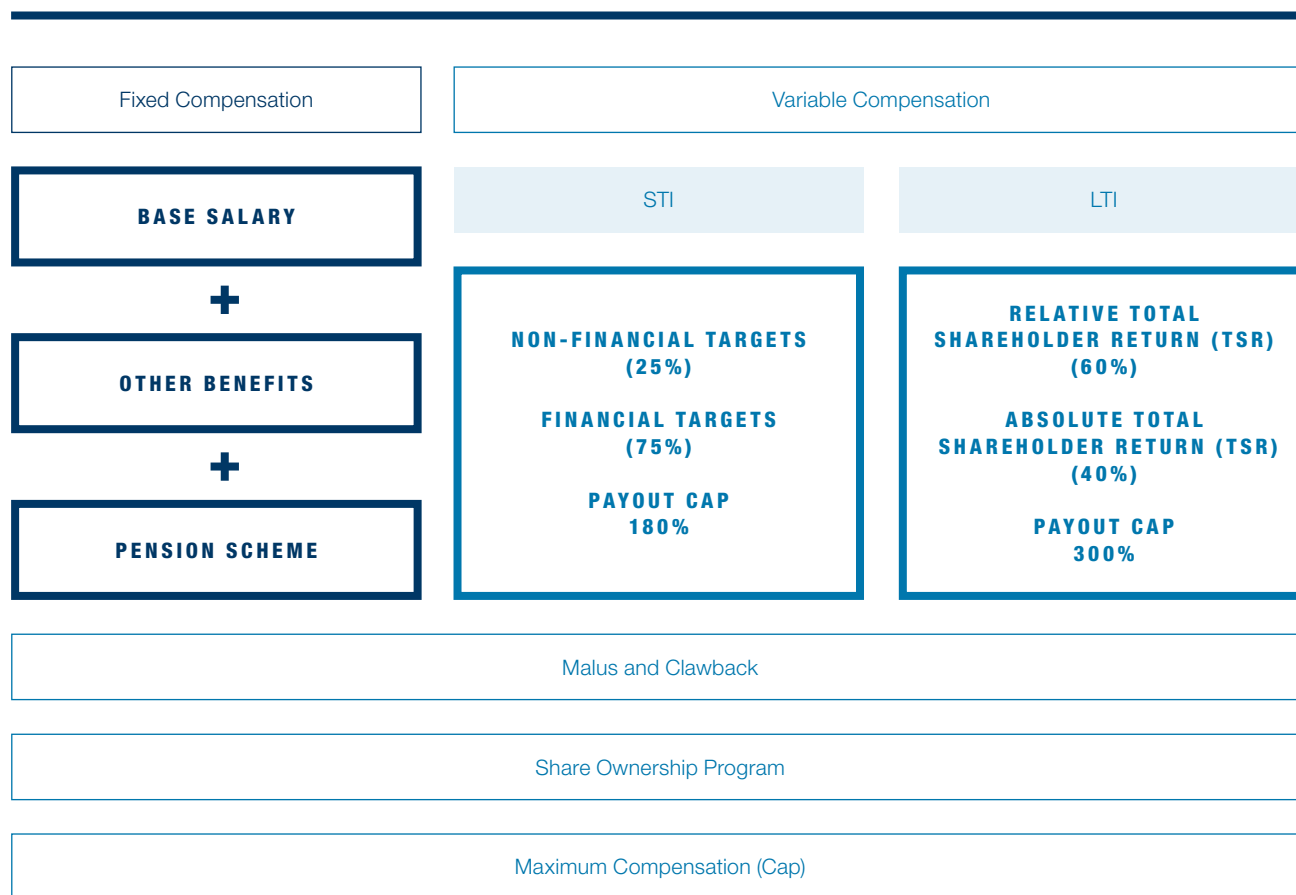 Fixed Compensation
Variable Compensation
BASE SALARY
+
OTHER BENEFITS
+
PENSION SCHEME
STI
NON-FINANCIAL TARGETS
(25%)
FINANCIAL TARGETS
(75%)
PAYOUT CAP
180%
LTI
RELATIVE TOTAL
SHAREHOLDER RETURN (TSR)
(60%)
ABSOLUTE TOTAL
SHAREHOLDER RETURN (TSR)
(40%)
PAYOUT CAP
300%
Malus and Clawback
Share Ownership Program
Maximum Compensation (Cap)